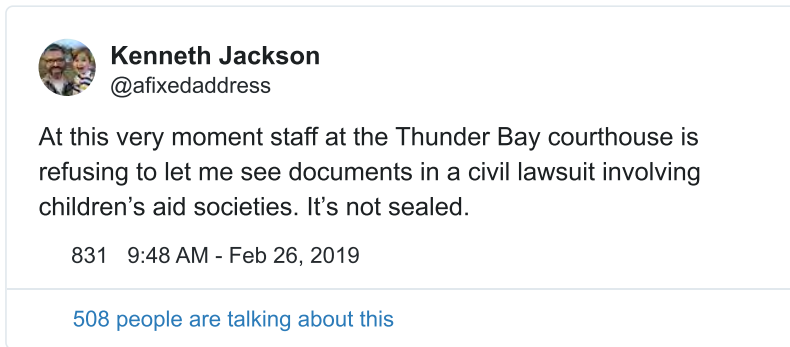 Kenneth Jackson
@afixedaddress
At this very moment staff at the Thunder Bay courthouse is
refusing to let me see documents in a civil lawsuit involving
children’s aid societies. It’s not sealed.
831 9:48 AM - Feb 26, 2019
508 people are talking about this